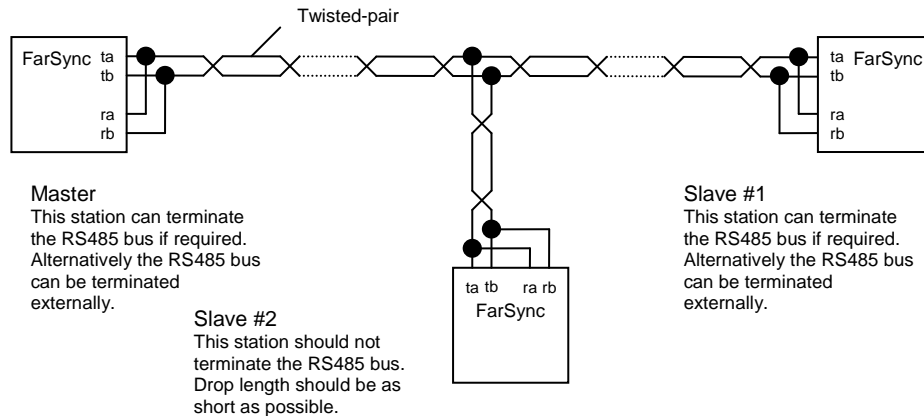 Twisted-pair
FarSync
ta
tb
ra
rb
FarSync
ta
tb
ra
rb
Master
This station can terminate
the RS485 bus if required.
Alternatively the RS485 bus
can be terminated
externally.
Slave #1
This station can terminate
the RS485 bus if required.
Alternatively the RS485 bus
can be terminated
externally.
ta tb ra rb
FarSync
Slave #2
This station should not
terminate the RS485 bus.
Drop length should be as
short as possible.